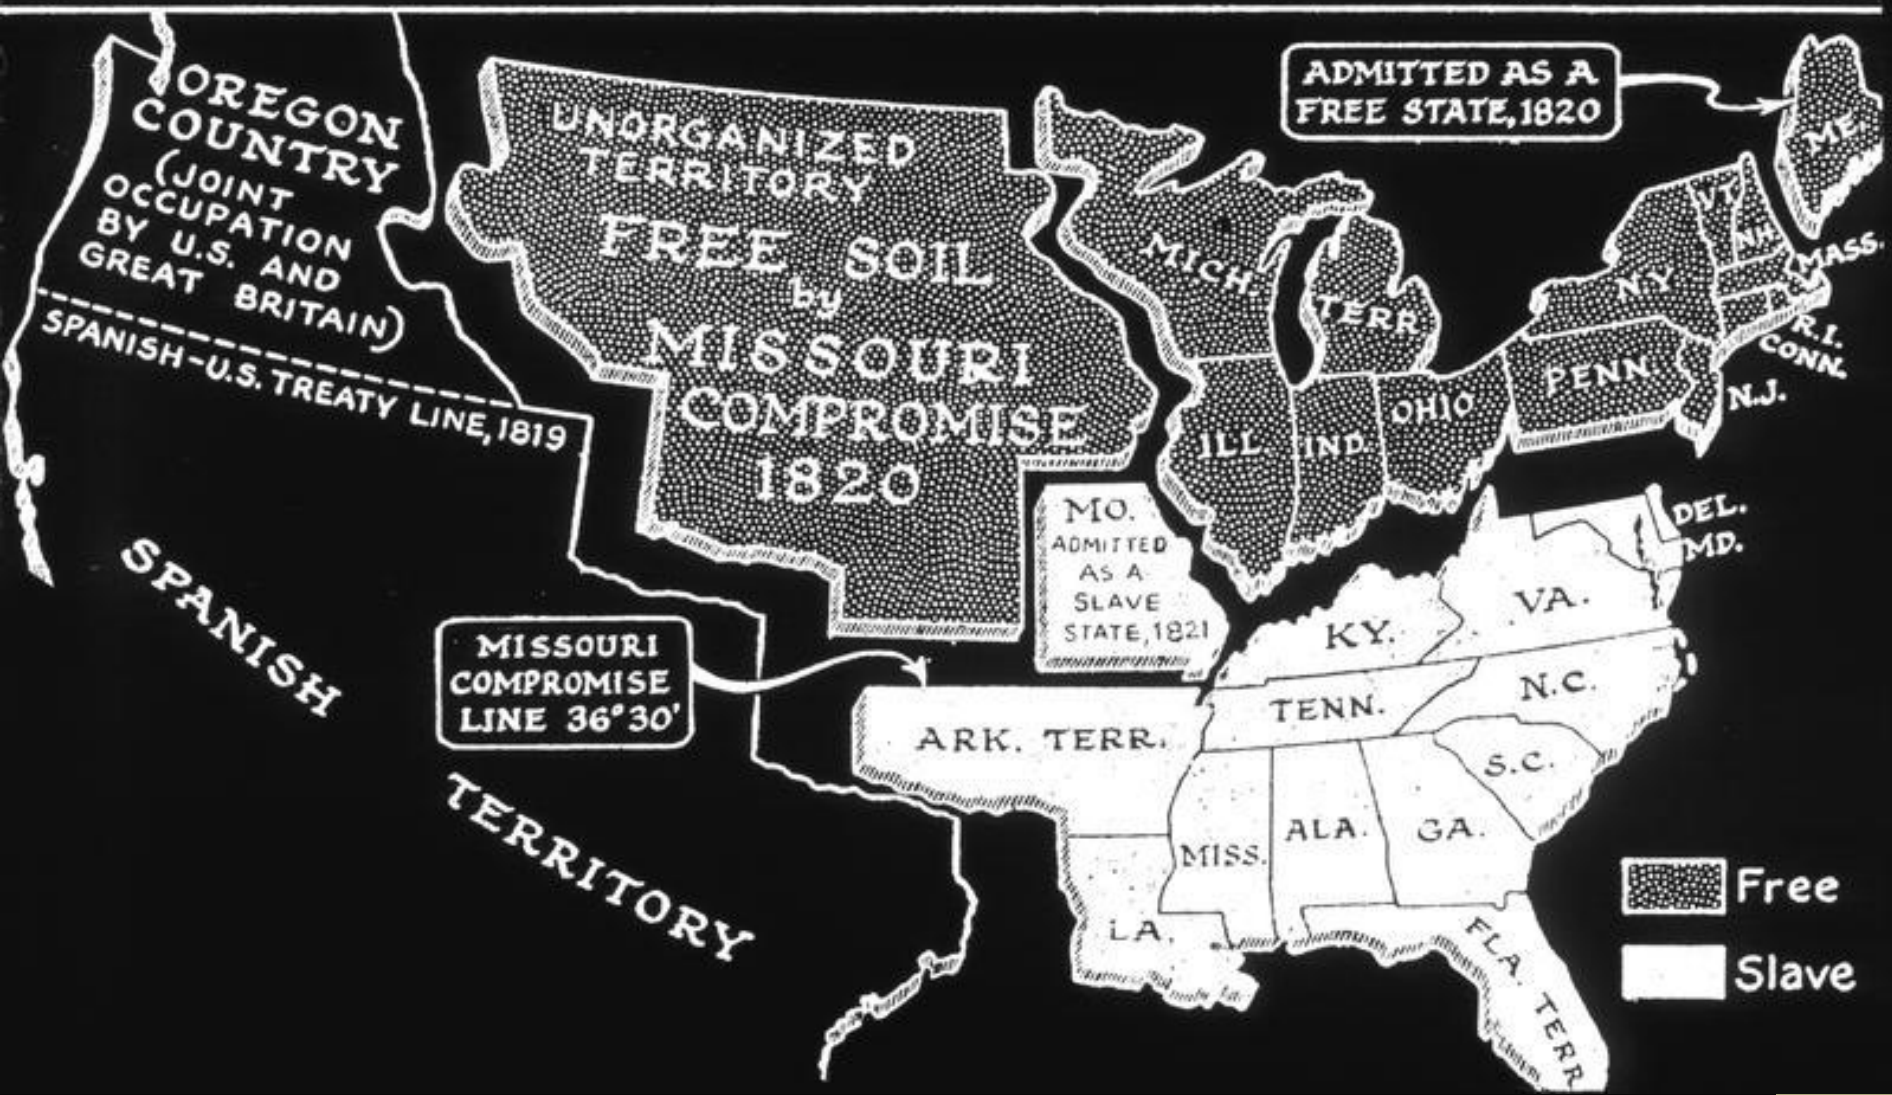 OREGON
COUNTRY
(JOINT
OCCUPATION
BY U.S. AND
GREAT BRITAIN)
SPANISH-U.S. TREATY LINE, 1819
SPANISH
TERRITORY
UNORGANIZED
TERRITORY
FREE SOIL
by
MISSOURI
COMPROMISE
1820
ADMITTED AS A
FREE STATE, 1820
ME.
VT.
N.H.
MASS.
N.Y.
R.I.
CONN.
PENN.
N.J.
MICH.
TERR.
ILL.
IND.
OHIO
MO.
ADMITTED
AS A
SLAVE
STATE, 1821
DEL.
MD.
VA.
KY.
MISSOURI
COMPROMISE
LINE 36°30'
ARK. TERR.
TENN.
N.C.
S.C.
MISS.
ALA.
GA.
LA.
FLA. TERR.
Free
Slave